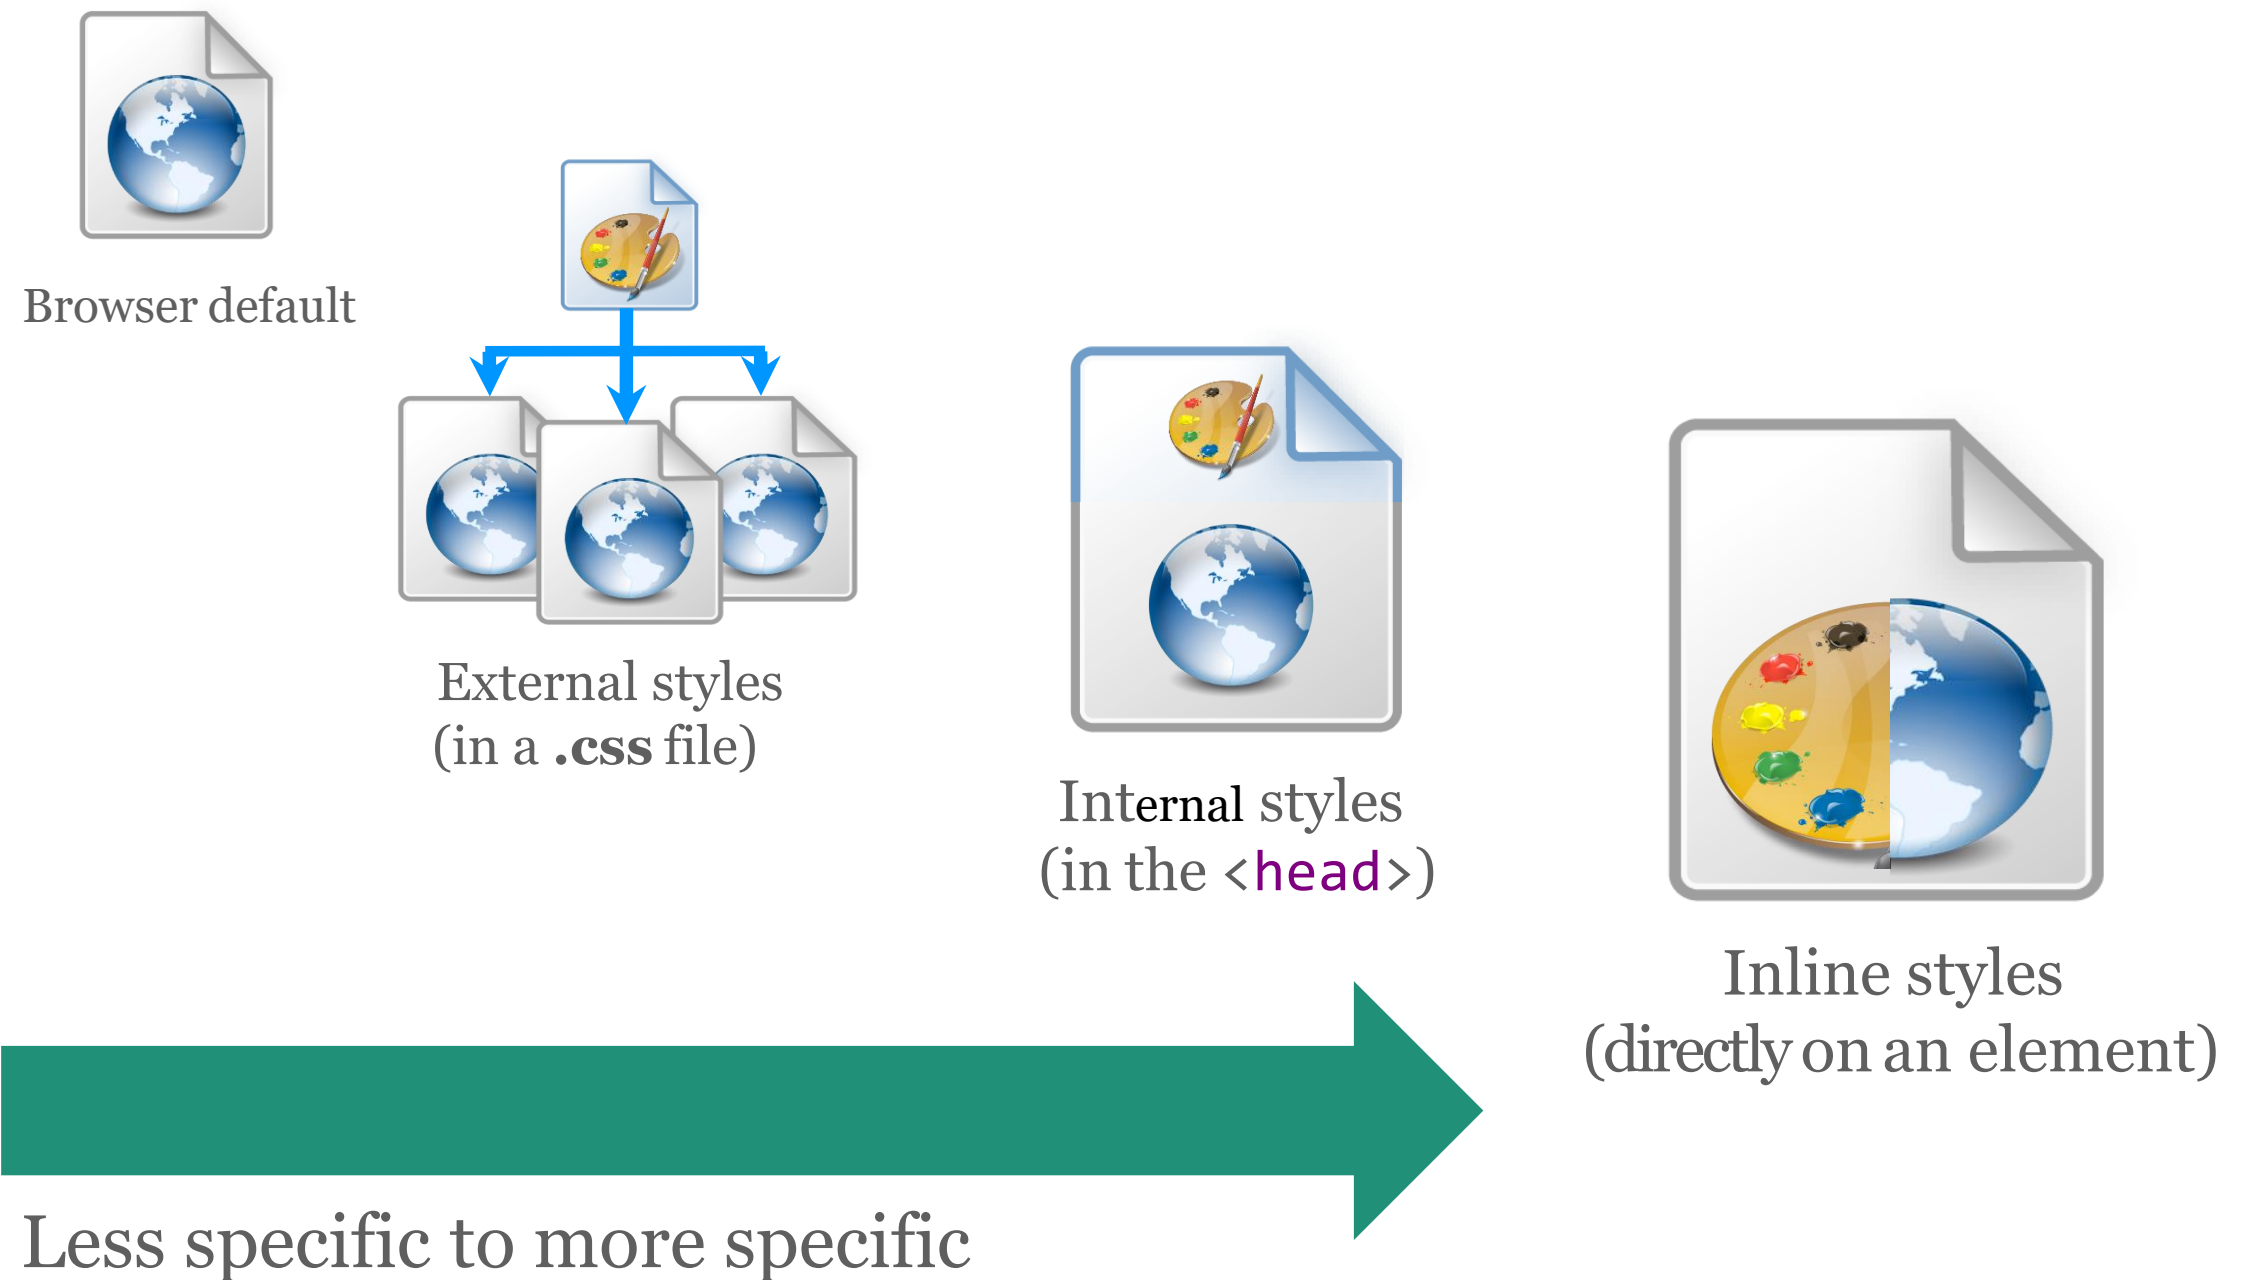 Browser default
External styles
(in a .css file)
Internal styles
(in the <head>)
Inline styles
(directly on an element)
Less specific to more specific